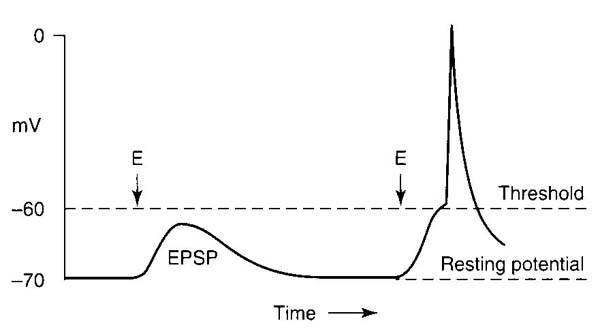 0
mV
E
E
–60
Threshold
EPSP
Resting potential
–70
Time